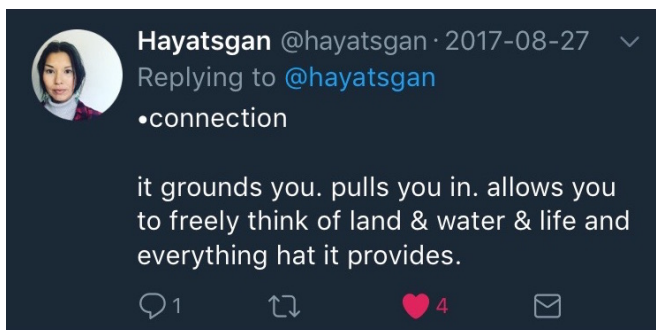 Hayatsgan @hayatsgan · 2017-08-27
Replying to @hayatsgan
•connection
it grounds you. pulls you in. allows you
to freely think of land & water & life and
everything hat it provides.
1 4